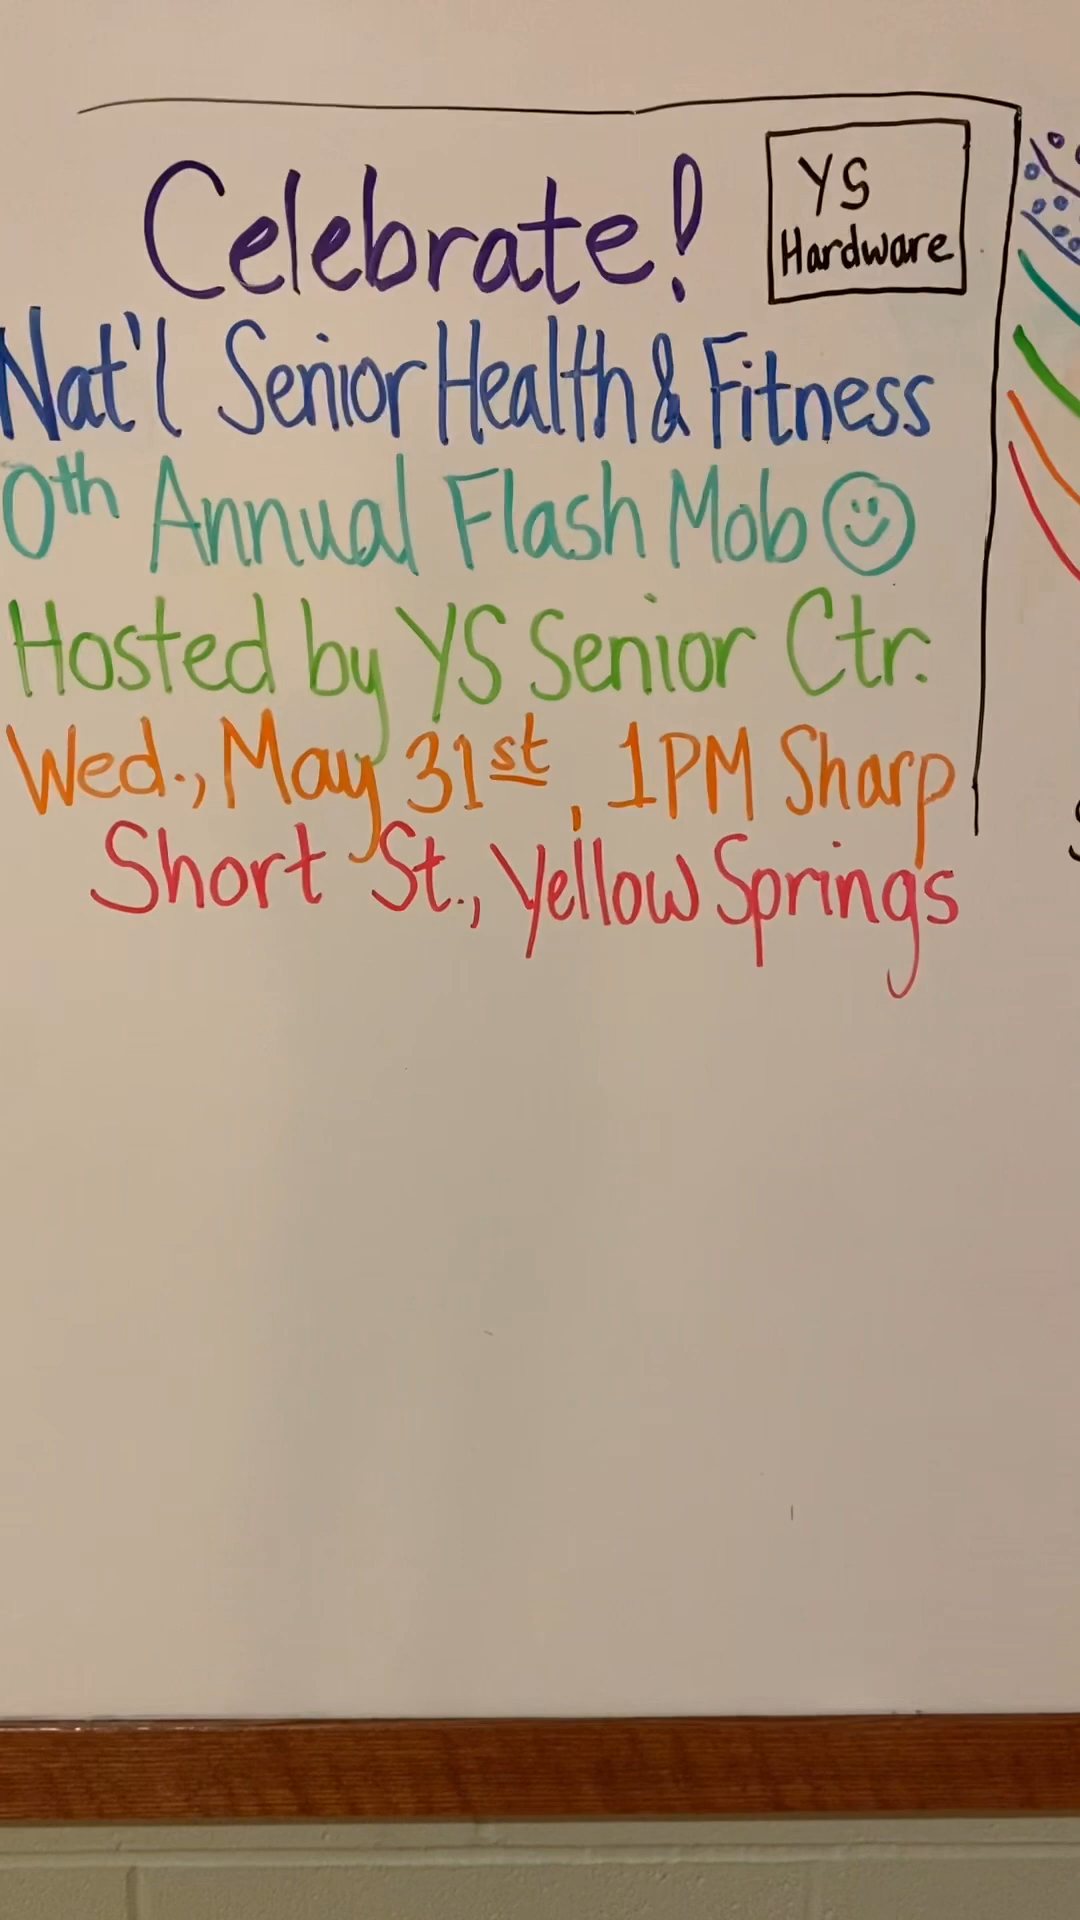 Celebrate!
YS
Hardware
Nat'l Senior Health & Fitness
0th Annual Flash Mob
Hosted by YS Senior Ctr.
Wed., May 31st, 1PM Sharp
Short St., Yellow Springs